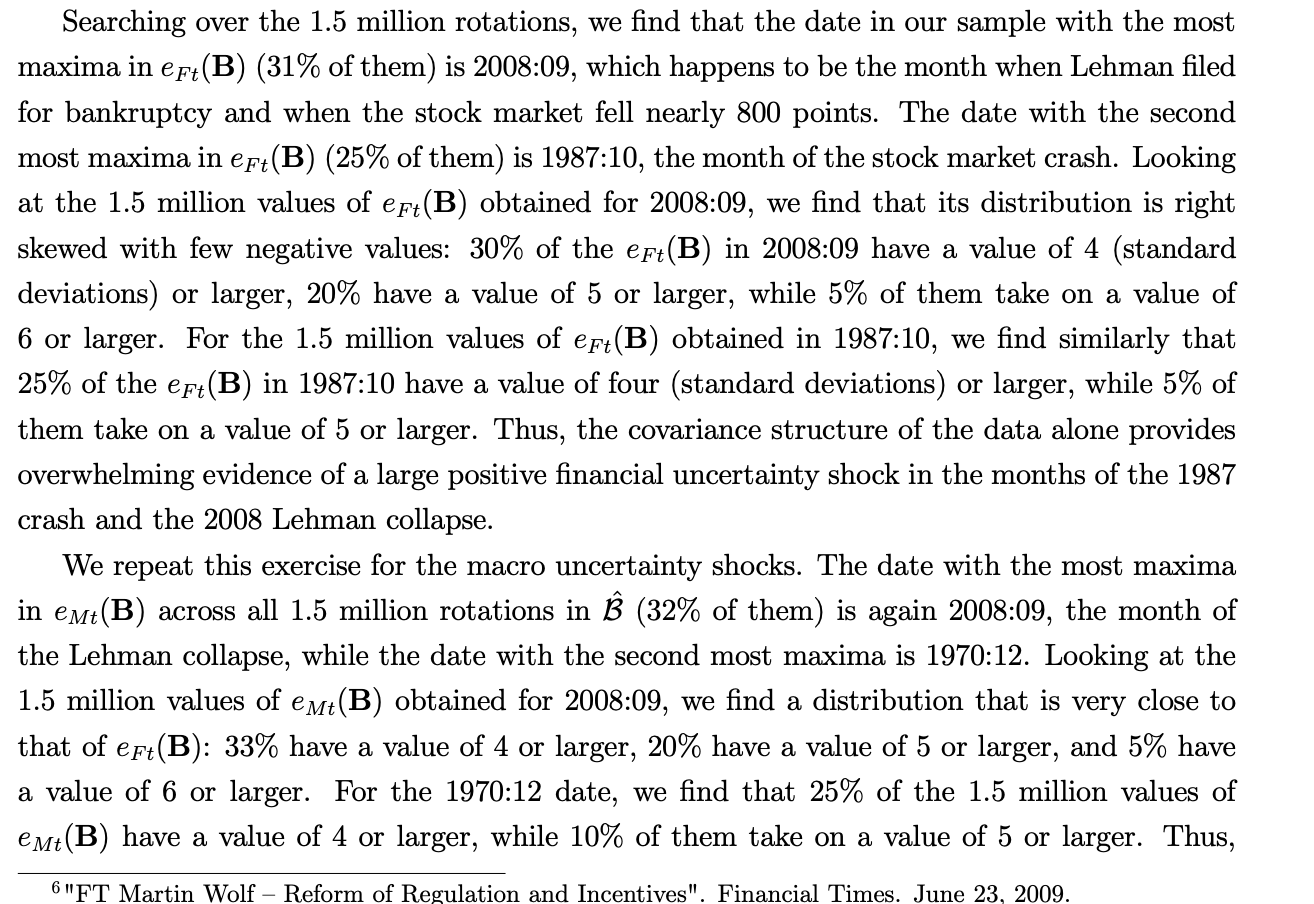 Searching over the 1.5 million rotations, we find that the date in our sample with the most
maxima in e_{Ft}(𝐁) (31% of them) is 2008:09, which happens to be the month when Lehman filed
for bankruptcy and when the stock market fell nearly 800 points. The date with the second
most maxima in e_{Ft}(𝐁) (25% of them) is 1987:10, the month of the stock market crash. Looking
at the 1.5 million values of e_{Ft}(𝐁) obtained for 2008:09, we find that its distribution is right
skewed with few negative values: 30% of the e_{Ft}(𝐁) in 2008:09 have a value of 4 (standard
deviations) or larger, 20% have a value of 5 or larger, while 5% of them take on a value of
6 or larger. For the 1.5 million values of e_{Ft}(𝐁) obtained in 1987:10, we find similarly that
25% of the e_{Ft}(𝐁) in 1987:10 have a value of four (standard deviations) or larger, while 5% of
them take on a value of 5 or larger. Thus, the covariance structure of the data alone provides
overwhelming evidence of a large positive financial uncertainty shock in the months of the 1987
crash and the 2008 Lehman collapse.
We repeat this exercise for the macro uncertainty shocks. The date with the most maxima
in e_{Mt}(𝐁) across all 1.5 million rotations in 𝓑̂ (32% of them) is again 2008:09, the month of
the Lehman collapse, while the date with the second most maxima is 1970:12. Looking at the
1.5 million values of e_{Mt}(𝐁) obtained for 2008:09, we find a distribution that is very close to
that of e_{Ft}(𝐁): 33% have a value of 4 or larger, 20% have a value of 5 or larger, and 5% have
a value of 6 or larger. For the 1970:12 date, we find that 25% of the 1.5 million values of
e_{Mt}(𝐁) have a value of 4 or larger, while 10% of them take on a value of 5 or larger. Thus,
⁶"FT Martin Wolf – Reform of Regulation and Incentives". Financial Times. June 23, 2009.